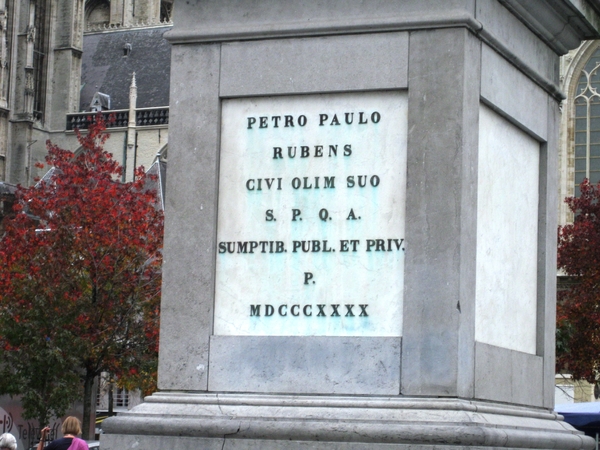 PETRO PAULO
RUBENS
CIVI OLIM SUO
S. P. Q. A.
SUMPTIB. PUBL. ET PRIV.
P.
MDCCCXXXX